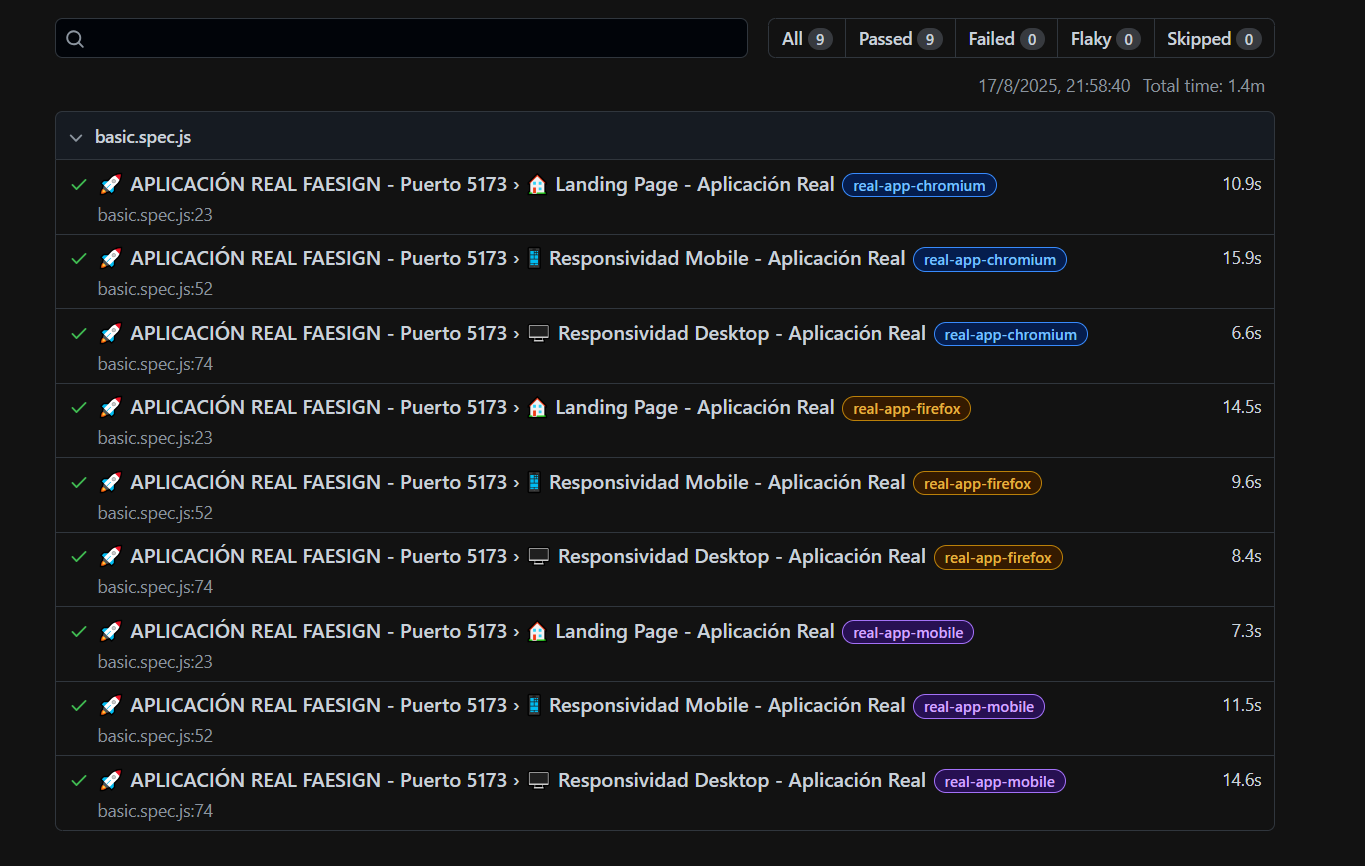 All 9 Passed 9 Failed 0 Flaky 0 Skipped 0
17/8/2025, 21:58:40 Total time: 1.4m
basic.spec.js
🚀 APLICACIÓN REAL FAESIGN - Puerto 5173 › 🏠 Landing Page - Aplicación Real real-app-chromium 10.9s
basic.spec.js:23
🚀 APLICACIÓN REAL FAESIGN - Puerto 5173 › 📱 Responsividad Mobile - Aplicación Real real-app-chromium 15.9s
basic.spec.js:52
🚀 APLICACIÓN REAL FAESIGN - Puerto 5173 › 🖥️ Responsividad Desktop - Aplicación Real real-app-chromium 6.6s
basic.spec.js:74
🚀 APLICACIÓN REAL FAESIGN - Puerto 5173 › 🏠 Landing Page - Aplicación Real real-app-firefox 14.5s
basic.spec.js:23
🚀 APLICACIÓN REAL FAESIGN - Puerto 5173 › 📱 Responsividad Mobile - Aplicación Real real-app-firefox 9.6s
basic.spec.js:52
🚀 APLICACIÓN REAL FAESIGN - Puerto 5173 › 🖥️ Responsividad Desktop - Aplicación Real real-app-firefox 8.4s
basic.spec.js:74
🚀 APLICACIÓN REAL FAESIGN - Puerto 5173 › 🏠 Landing Page - Aplicación Real real-app-mobile 7.3s
basic.spec.js:23
🚀 APLICACIÓN REAL FAESIGN - Puerto 5173 › 📱 Responsividad Mobile - Aplicación Real real-app-mobile 11.5s
basic.spec.js:52
🚀 APLICACIÓN REAL FAESIGN - Puerto 5173 › 🖥️ Responsividad Desktop - Aplicación Real real-app-mobile 14.6s
basic.spec.js:74